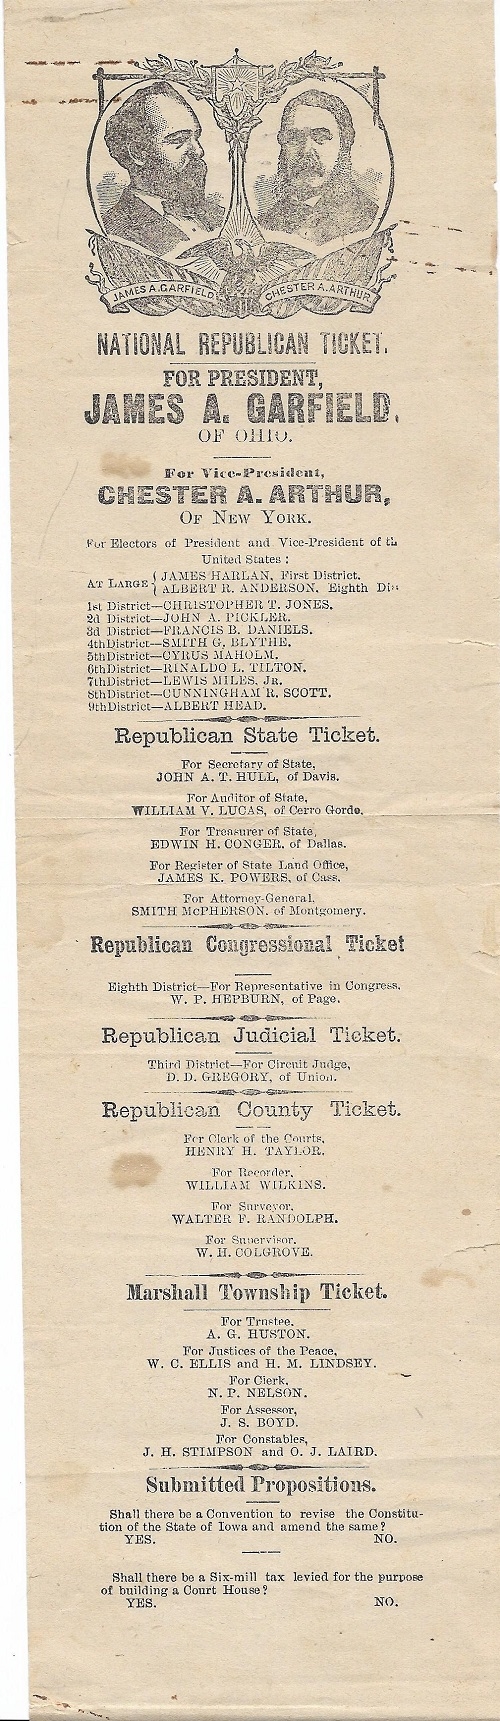 JAMES A. GARFIELD CHESTER A. ARTHUR.
NATIONAL REPUBLICAN TICKET.
FOR PRESIDENT,
JAMES A. GARFIELD,
OF OHIO.
For Vice-President,
CHESTER A. ARTHUR,
OF NEW YORK.
For Electors of President and Vice-President of th
United States:
AT LARGE { JAMES HARLAN, First District.
ALBERT R. ANDERSON, Eighth Dis
1st District—CHRISTOPHER T. JONES.
2d District—JOHN A. PICKLER.
3d District—FRANCIS B. DANIELS.
4th District—SMITH G. BLYTHE.
5th District—CYRUS MAHOLM.
6th District—RINALDO L. TILTON.
7th District—LEWIS MILES, JR.
8th District—CUNNINGHAM R. SCOTT.
9th District—ALBERT HEAD.
Republican State Ticket.
For Secretary of State,
JOHN A. T. HULL, of Davis.
For Auditor of State,
WILLIAM V. LUCAS, of Cerro Gordo.
For Treasurer of State,
EDWIN H. CONGER, of Dallas.
For Register of State Land Office,
JAMES K. POWERS, of Cass.
For Attorney-General,
SMITH McPHERSON, of Montgomery.
Republican Congressional Ticket
Eighth District—For Representative in Congress.
W. P. HEPBURN, of Page.
Republican Judicial Ticket.
Third District—For Circuit Judge,
D. D. GREGORY, of Union.
Republican County Ticket.
For Clerk of the Courts,
HENRY H. TAYLOR.
For Recorder,
WILLIAM WILKINS.
For Surveyor,
WALTER F. RANDOLPH.
For Supervisor,
W. H. COLGROVE.
Marshall Township Ticket.
For Trustee,
A. G. HUSTON.
For Justices of the Peace,
W. C. ELLIS and H. M. LINDSEY.
For Clerk,
N. P. NELSON.
For Assessor,
J. S. BOYD.
For Constables,
J. H. STIMPSON and O. J. LAIRD.
Submitted Propositions.
Shall there be a Convention to revise the Constitu-
tion of the State of Iowa and amend the same?
YES. NO.
Shall there be a Six-mill tax levied for the purpose
of building a Court House?
YES. NO.